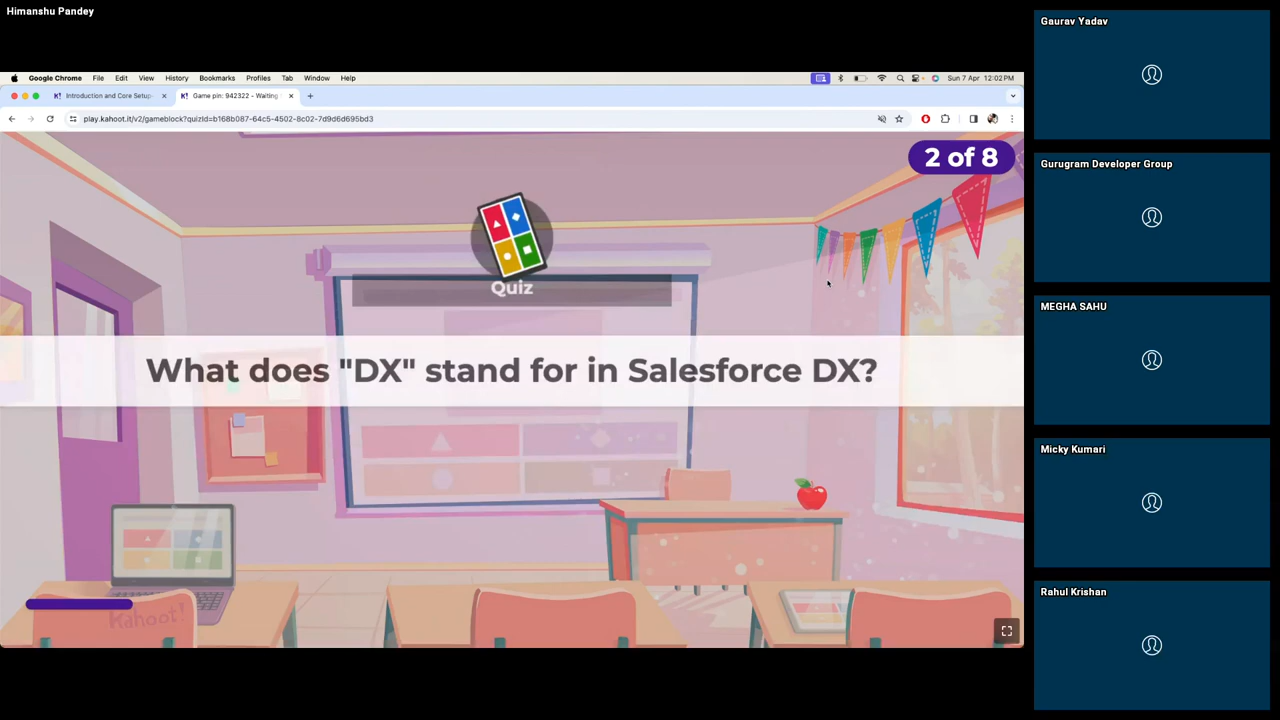 Himanshu Pandey
Google Chrome File Edit View History Bookmarks Profiles Tab Window Help
Sun 7 Apr 12:02 PM
Introduction and Core Setup
Game pin: 942322 - Waiting
play.kahoot.it/v2/gameblock?quizId=b168b087-64c5-4502-8c02-7d9d6d695bd3
2 of 8
Quiz
What does "DX" stand for in Salesforce DX?
Kahoot!
Gaurav Yadav
Gurugram Developer Group
MEGHA SAHU
Micky Kumari
Rahul Krishan